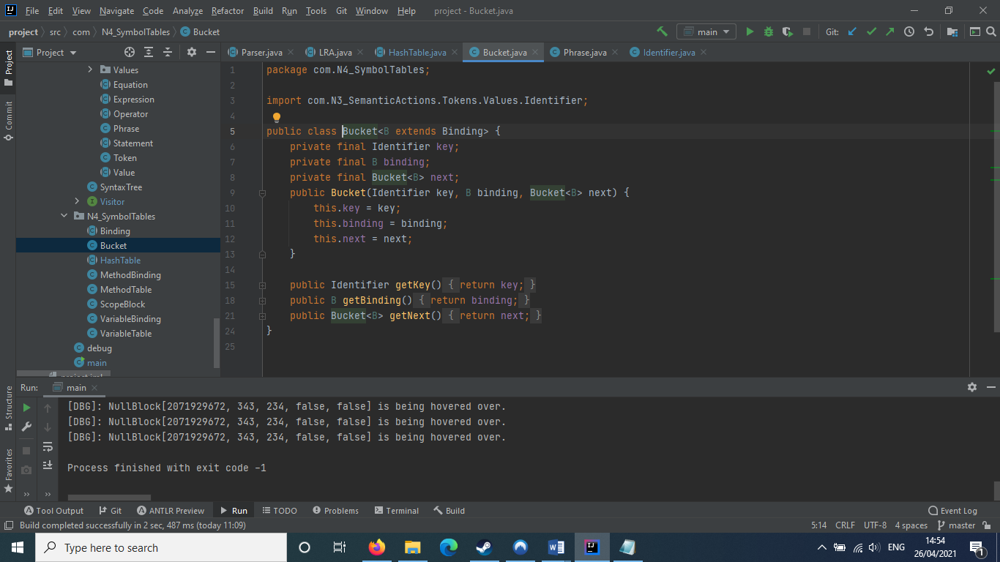 File Edit View Navigate Code Analyze Refactor Build Run Tools Git Window Help project - Bucket.java
project src com N4_SymbolTables Bucket main Git:
Project Parser.java LRA.java HashTable.java Bucket.java Phrase.java Identifier.java
Project
Commit
Structure
Favorites
Values
Equation
Expression
Operator
Phrase
Statement
Token
Value
SyntaxTree
Visitor
N4_SymbolTables
Binding
Bucket
HashTable
MethodBinding
MethodTable
ScopeBlock
VariableBinding
VariableTable
debug
main
project.iml
1 package com.N4_SymbolTables;
2
3 import com.N3_SemanticActions.Tokens.Values.Identifier;
4
5 public class Bucket<B extends Binding> {
6 private final Identifier key;
7 private final B binding;
8 private final Bucket<B> next;
9 public Bucket(Identifier key, B binding, Bucket<B> next) {
10 this.key = key;
11 this.binding = binding;
12 this.next = next;
13 }
14
15 public Identifier getKey() { return key; }
18 public B getBinding() { return binding; }
21 public Bucket<B> getNext() { return next; }
24 }
25
Run: main
[DBG]: NullBlock[2071929672, 343, 234, false, false] is being hovered over.
[DBG]: NullBlock[2071929672, 343, 234, false, false] is being hovered over.
[DBG]: NullBlock[2071929672, 343, 234, false, false] is being hovered over.
Process finished with exit code -1
Tool Output Git ANTLR Preview Run TODO Problems Terminal Build Event Log
Build completed successfully in 2 sec, 487 ms (today 11:09) 5:14 CRLF UTF-8 4 spaces master
Type here to search ENG 14:54
26/04/2021
1